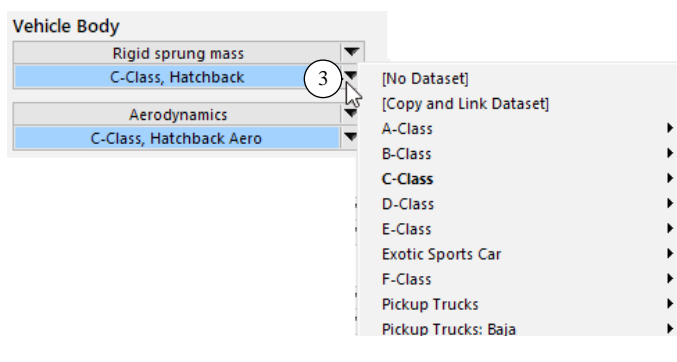 Vehicle Body
Rigid sprung mass
C-Class, Hatchback
3
Aerodynamics
C-Class, Hatchback Aero
[No Dataset]
[Copy and Link Dataset]
A-Class
B-Class
C-Class
D-Class
E-Class
Exotic Sports Car
F-Class
Pickup Trucks
Pickup Trucks: Baja